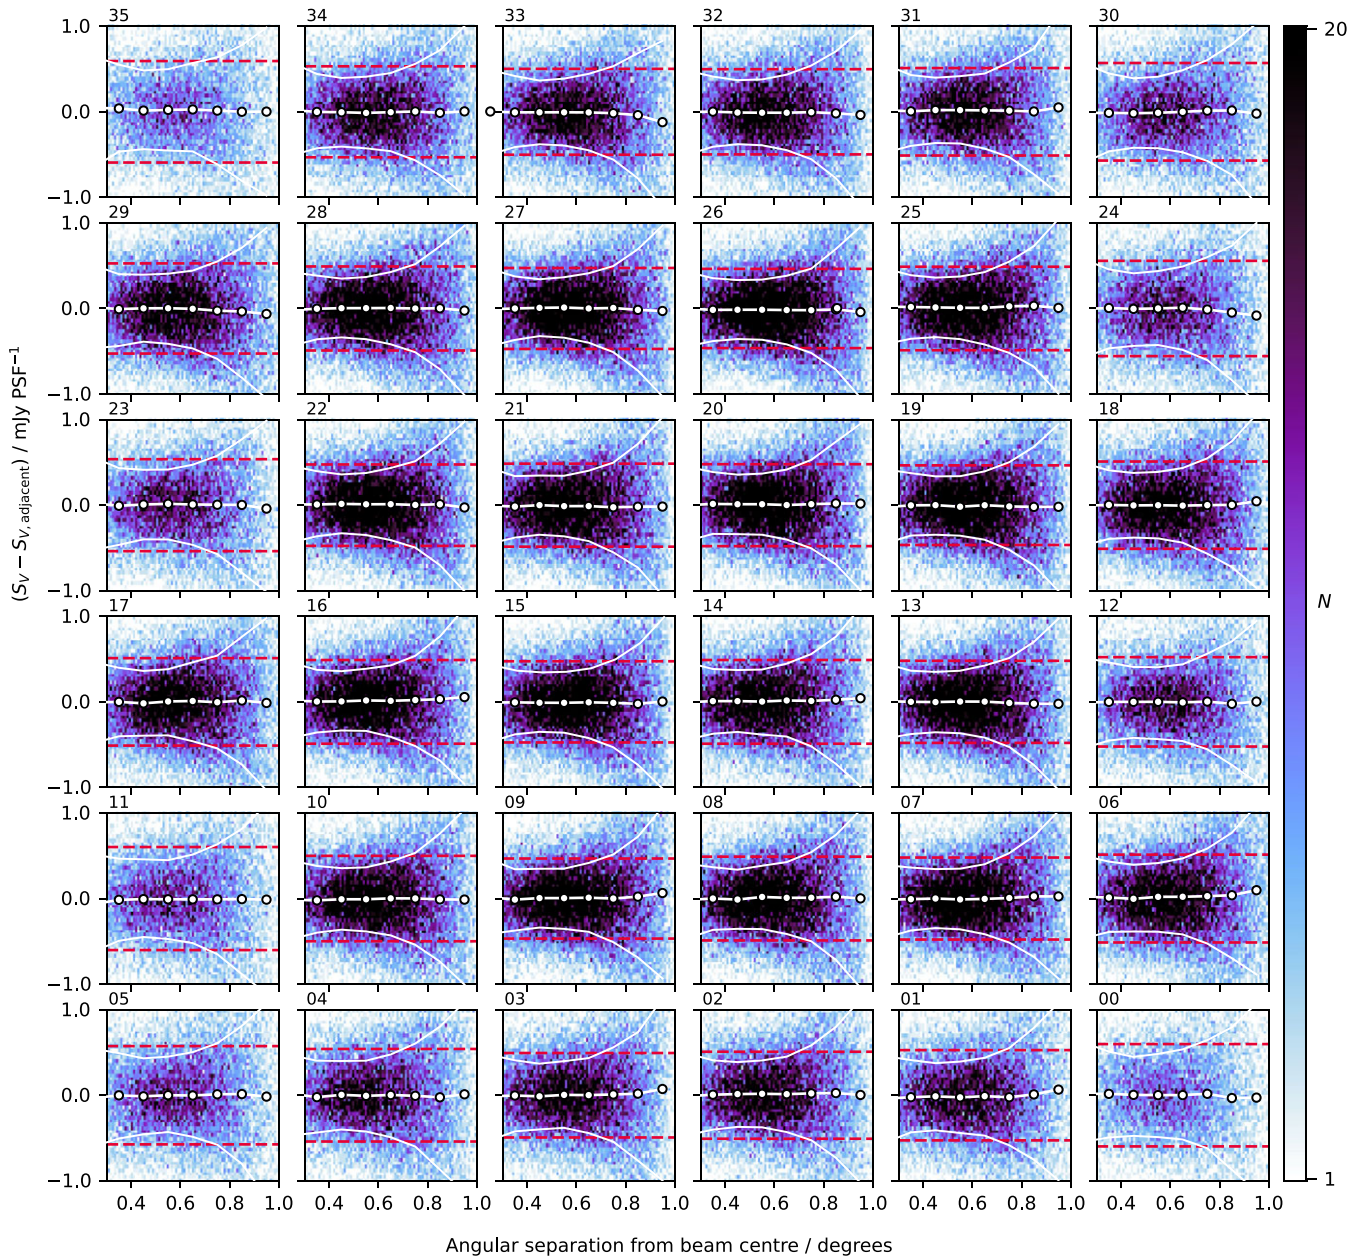 35 34 33 32 31 30
1.0
0.0
−1.0
20
29 28 27 26 25 24
1.0
0.0
−1.0
23 22 21 20 19 18
1.0
0.0
−1.0
(S_V − S_V, adjacent) / mJy PSF⁻¹
N
17 16 15 14 13 12
1.0
0.0
−1.0
11 10 09 08 07 06
1.0
0.0
−1.0
05 04 03 02 01 00
1.0
0.0
−1.0
1
0.4 0.6 0.8 1.0 0.4 0.6 0.8 1.0 0.4 0.6 0.8 1.0 0.4 0.6 0.8 1.0 0.4 0.6 0.8 1.0 0.4 0.6 0.8 1.0
Angular separation from beam centre / degrees